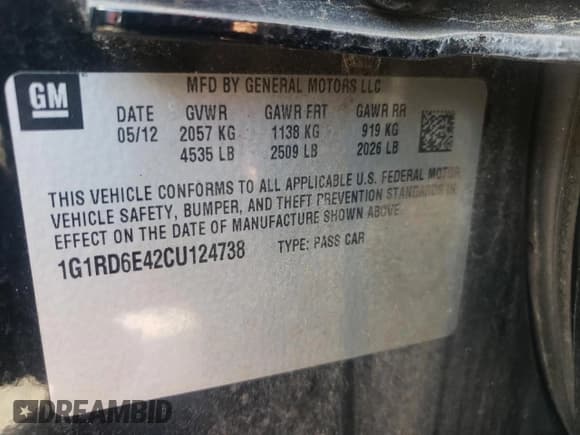 GM
MFD BY GENERAL MOTORS LLC
DATE GVWR GAWR FRT GAWR RR
05/12 2057 KG 1138 KG 919 KG
4535 LB 2509 LB 2026 LB
THIS VEHICLE CONFORMS TO ALL APPLICABLE U.S. FEDERAL MOTOR
VEHICLE SAFETY, BUMPER, AND THEFT PREVENTION STANDARDS IN
EFFECT ON THE DATE OF MANUFACTURE SHOWN ABOVE.
1G1RD6E42CU124738 TYPE: PASS CAR
DREAMBID